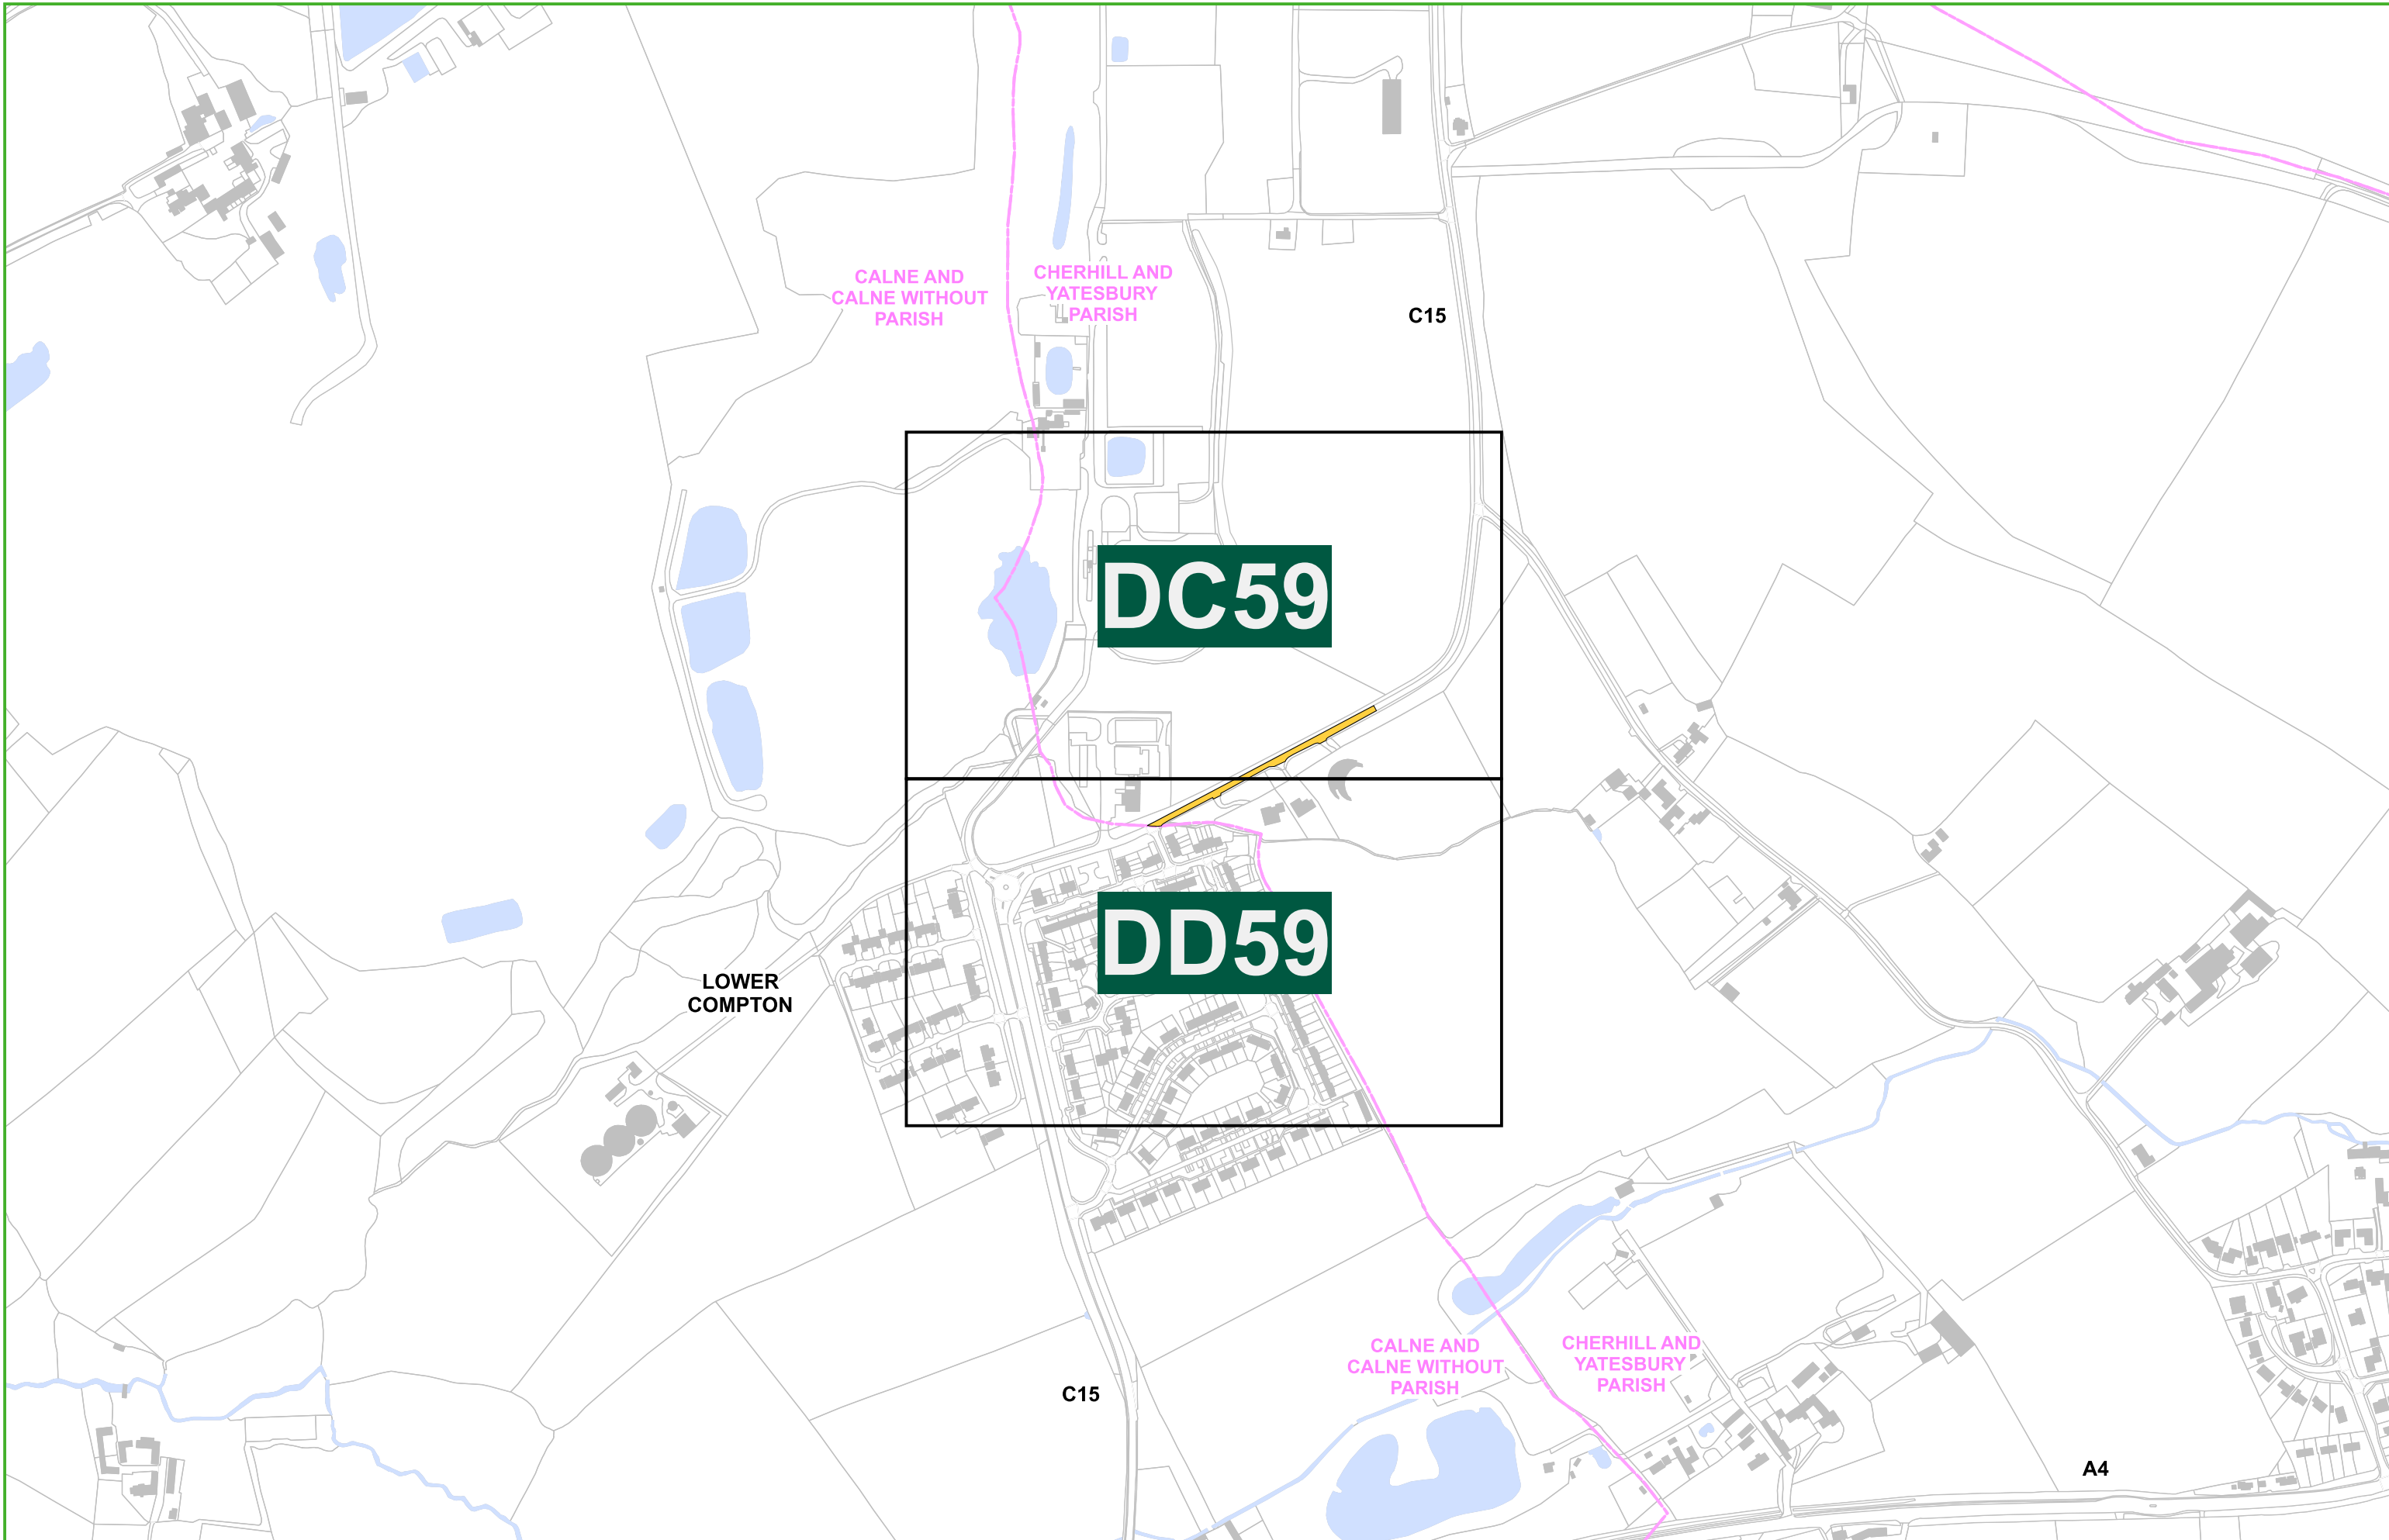 CALNE AND
CALNE WITHOUT
PARISH
CHERHILL AND
YATESBURY
PARISH
C15
DC59
DD59
LOWER
COMPTON
CALNE AND
CALNE WITHOUT
PARISH
CHERHILL AND
YATESBURY
PARISH
C15
A4